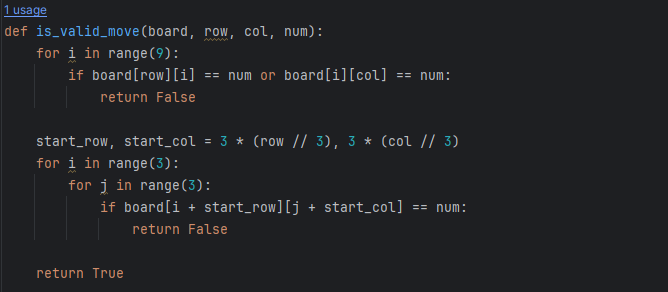 1 usage
def is_valid_move(board, row, col, num):
    for i in range(9):
        if board[row][i] == num or board[i][col] == num:
            return False

    start_row, start_col = 3 * (row // 3), 3 * (col // 3)
    for i in range(3):
        for j in range(3):
            if board[i + start_row][j + start_col] == num:
                return False

    return True